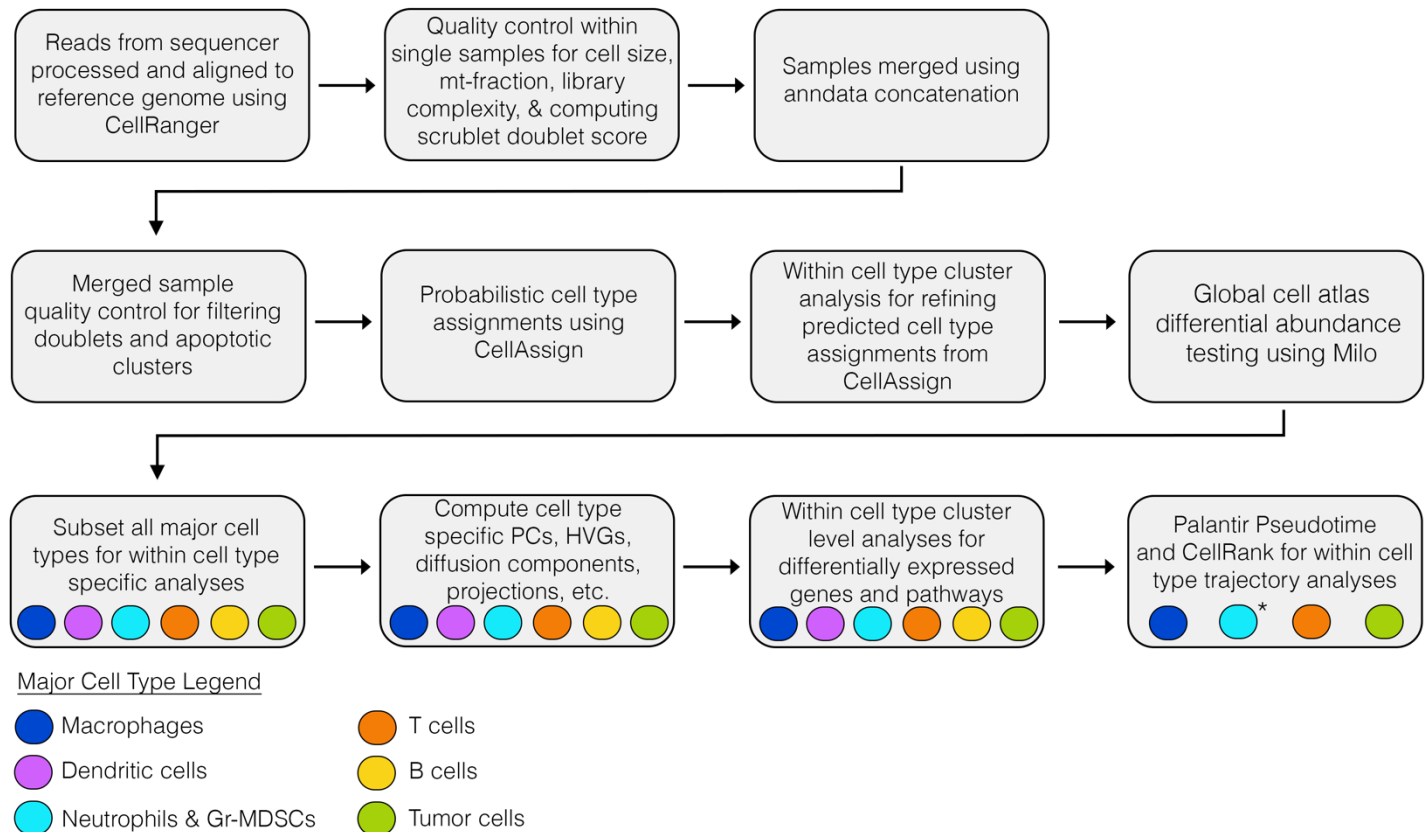 Reads from sequencer
processed and aligned to
reference genome using
CellRanger
Quality control within
single samples for cell size,
mt-fraction, library
complexity, & computing
scrublet doublet score
Samples merged using
anndata concatenation
Merged sample
quality control for filtering
doublets and apoptotic
clusters
Probabilistic cell type
assignments using
CellAssign
Within cell type cluster
analysis for refining
predicted cell type
assignments from
CellAssign
Global cell atlas
differential abundance
testing using Milo
Subset all major cell
types for within cell type
specific analyses
Compute cell type
specific PCs, HVGs,
diffusion components,
projections, etc.
Within cell type cluster
level analyses for
differentially expressed
genes and pathways
Palantir Pseudotime
and CellRank for within cell
type trajectory analyses
*
Major Cell Type Legend
Macrophages
Dendritic cells
Neutrophils & Gr-MDSCs
T cells
B cells
Tumor cells